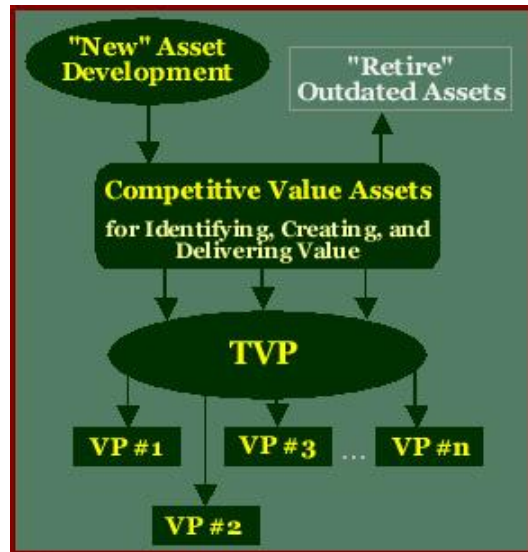 "New" Asset
Development
"Retire"
Outdated Assets
Competitive Value Assets
for Identifying, Creating, and
Delivering Value
TVP
VP #1
VP #2
VP #3
...
VP #n